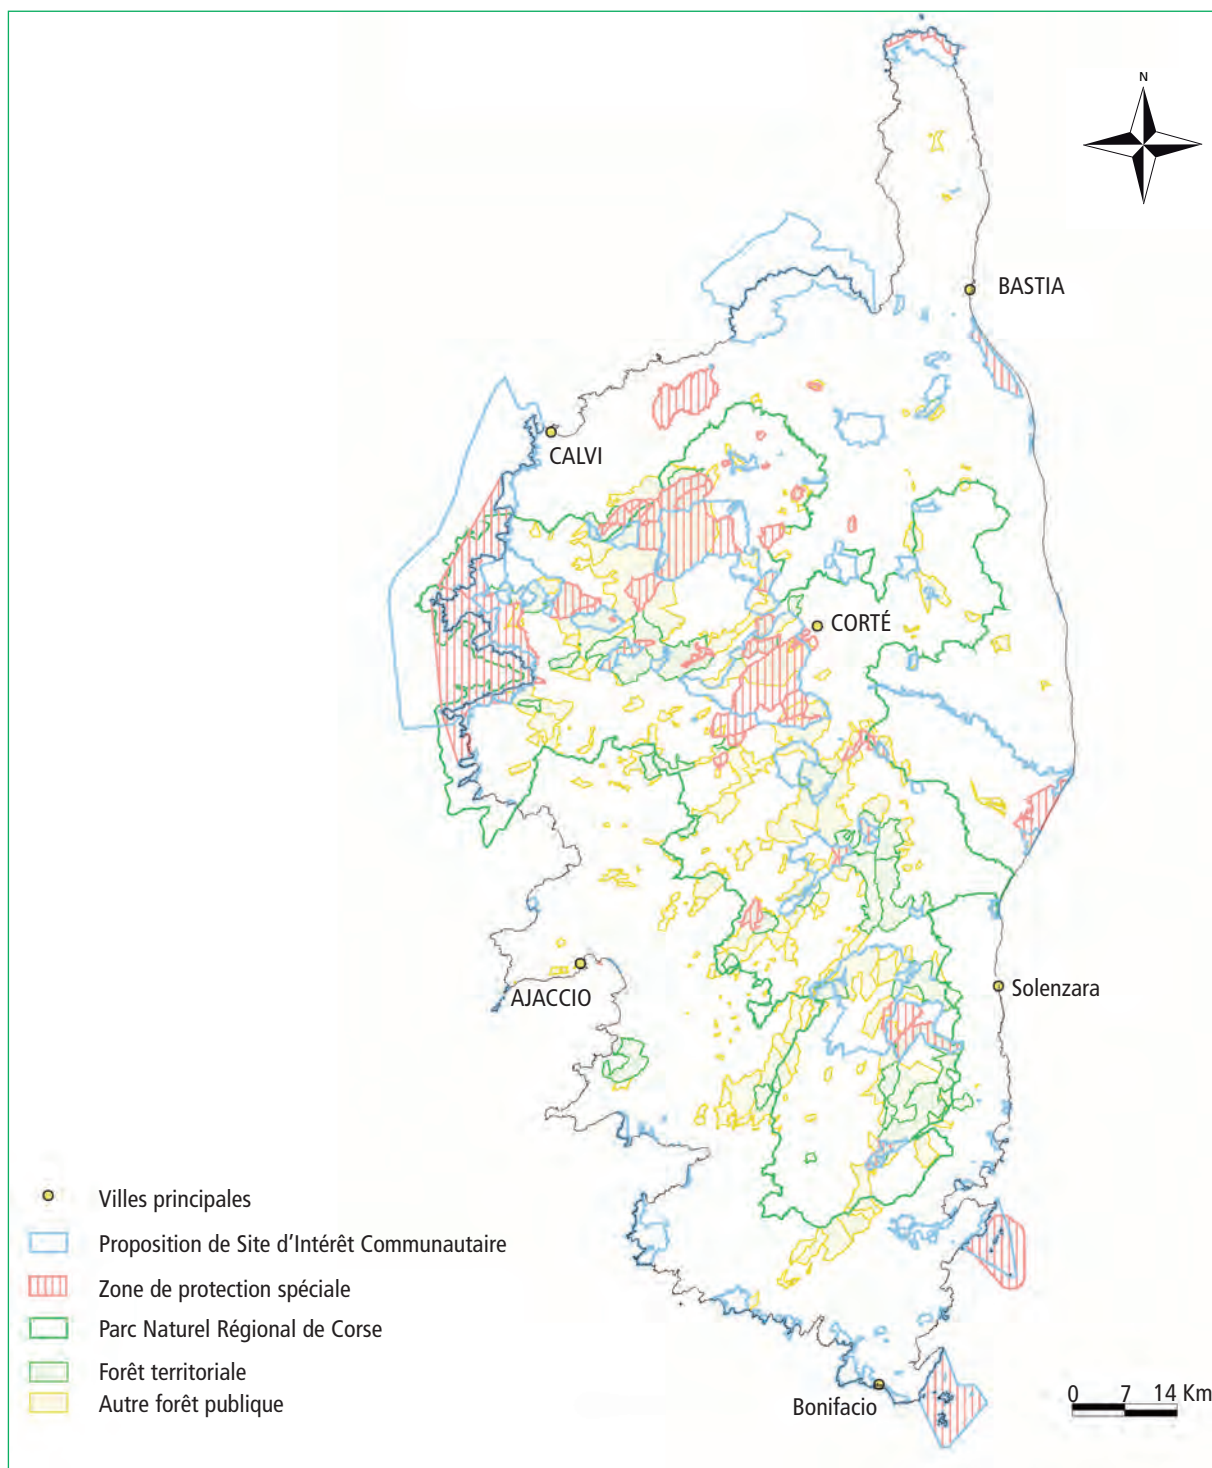 N
BASTIA
CALVI
CORTÉ
AJACCIO
Solenzara
Villes principales
Proposition de Site d'Intérêt Communautaire
Zone de protection spéciale
Parc Naturel Régional de Corse
Forêt territoriale
Autre forêt publique
Bonifacio
0 7 14 Km